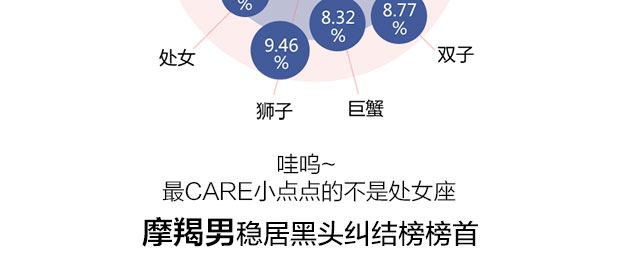 %
8.32
%
8.77
%
9.46
%
处女
双子
狮子
巨蟹
哇呜~
最CARE小点点的不是处女座
摩羯男稳居黑头纠结榜榜首